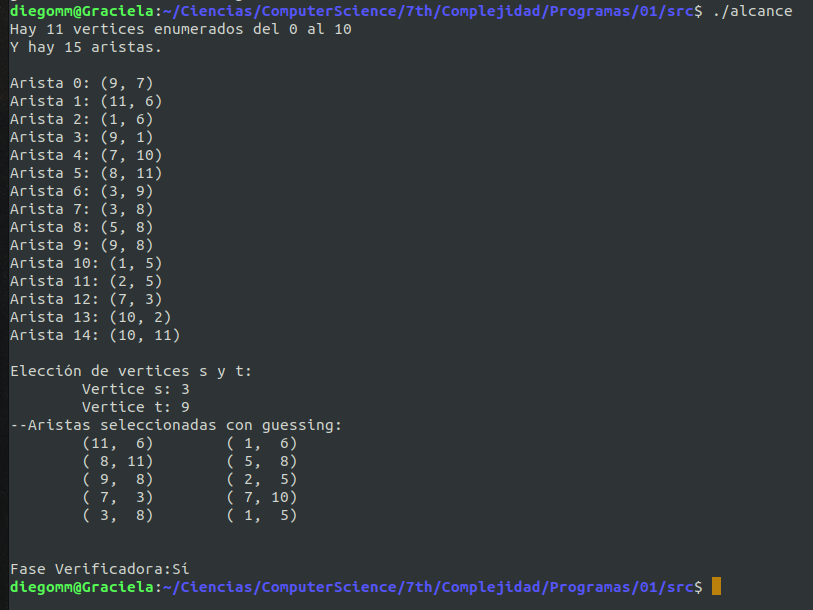 diegomm@Graciela:~/Ciencias/ComputerScience/7th/Complejidad/Programas/01/src$ ./alcance
Hay 11 vertices enumerados del 0 al 10
Y hay 15 aristas.
Arista 0: (9, 7)
Arista 1: (11, 6)
Arista 2: (1, 6)
Arista 3: (9, 1)
Arista 4: (7, 10)
Arista 5: (8, 11)
Arista 6: (3, 9)
Arista 7: (3, 8)
Arista 8: (5, 8)
Arista 9: (9, 8)
Arista 10: (1, 5)
Arista 11: (2, 5)
Arista 12: (7, 3)
Arista 13: (10, 2)
Arista 14: (10, 11)
Elección de vertices s y t:
Vertice s: 3
Vertice t: 9
--Aristas seleccionadas con guessing:
(11,  6)        ( 1,  6)
( 8, 11)        ( 5,  8)
( 9,  8)        ( 2,  5)
( 7,  3)        ( 7, 10)
( 3,  8)        ( 1,  5)
Fase Verificadora:Sí
diegomm@Graciela:~/Ciencias/ComputerScience/7th/Complejidad/Programas/01/src$